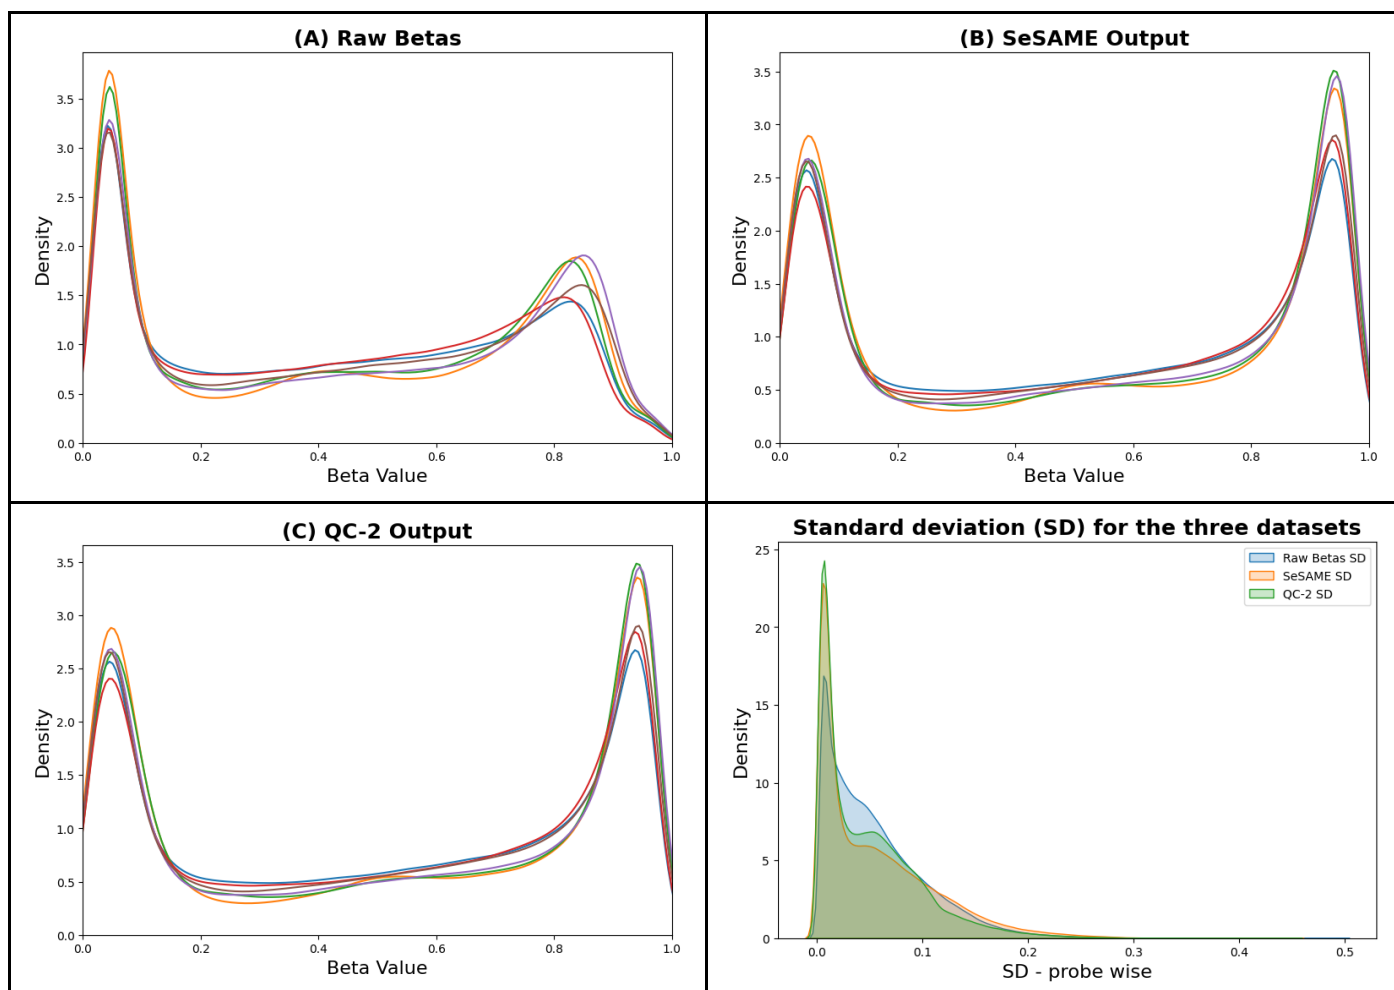 (A) Raw Betas
Density
3.5
3.0
2.5
2.0
1.5
1.0
0.5
0.0
0.0 0.2 0.4 0.6 0.8 1.0
Beta Value
(B) SeSAME Output
Density
3.5
3.0
2.5
2.0
1.5
1.0
0.5
0.0
0.0 0.2 0.4 0.6 0.8 1.0
Beta Value
(C) QC-2 Output
Density
3.5
3.0
2.5
2.0
1.5
1.0
0.5
0.0
0.0 0.2 0.4 0.6 0.8 1.0
Beta Value
Standard deviation (SD) for the three datasets
Raw Betas SD
SeSAME SD
QC-2 SD
Density
25
20
15
10
5
0
0.0 0.1 0.2 0.3 0.4 0.5
SD - probe wise